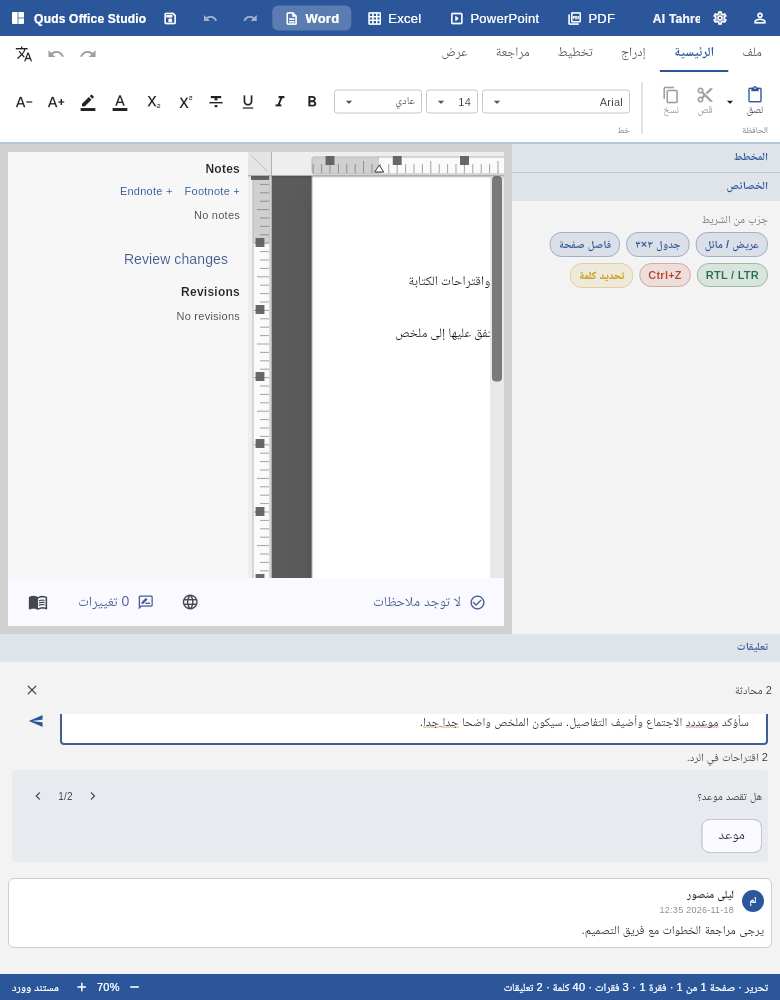 Quds Office Studio
Word
Excel
PowerPoint
PDF
AI Tahre
ملف
الرئيسية
إدراج
تخطيط
مراجعة
عرض
لصق
قص
نسخ
الحافظة
Arial
14
عادي
B
I
U
X²
X₂
A
A+
A−
خط
المخطط
الخصائص
جرّب من الشريط
عريض / مائل
جدول ٣×٣
فاصل صفحة
RTL / LTR
Ctrl+Z
تحديد كلمة
Notes
Footnote +
Endnote +
No notes
Review changes
Revisions
No revisions
واقتراحات الكتابة
تفق عليها إلى ملخص
لا توجد ملاحظات
0 تغييرات
تعليقات
2 محادثة
سأؤكد موعددد الاجتماع وأضيف التفاصيل. سيكون الملخص واضحا جدا جدا.
2 اقتراحات في الرد.
هل تقصد موعد؟
1/2
موعد
لم
ليلى منصور
2026-11-18 12:35
يرجى مراجعة الخطوات مع فريق التصميم.
تحرير · صفحة 1 من 1 · فقرة 1 · 3 فقرات · 40 كلمة · 2 تعليقات
70%
مستند وورد